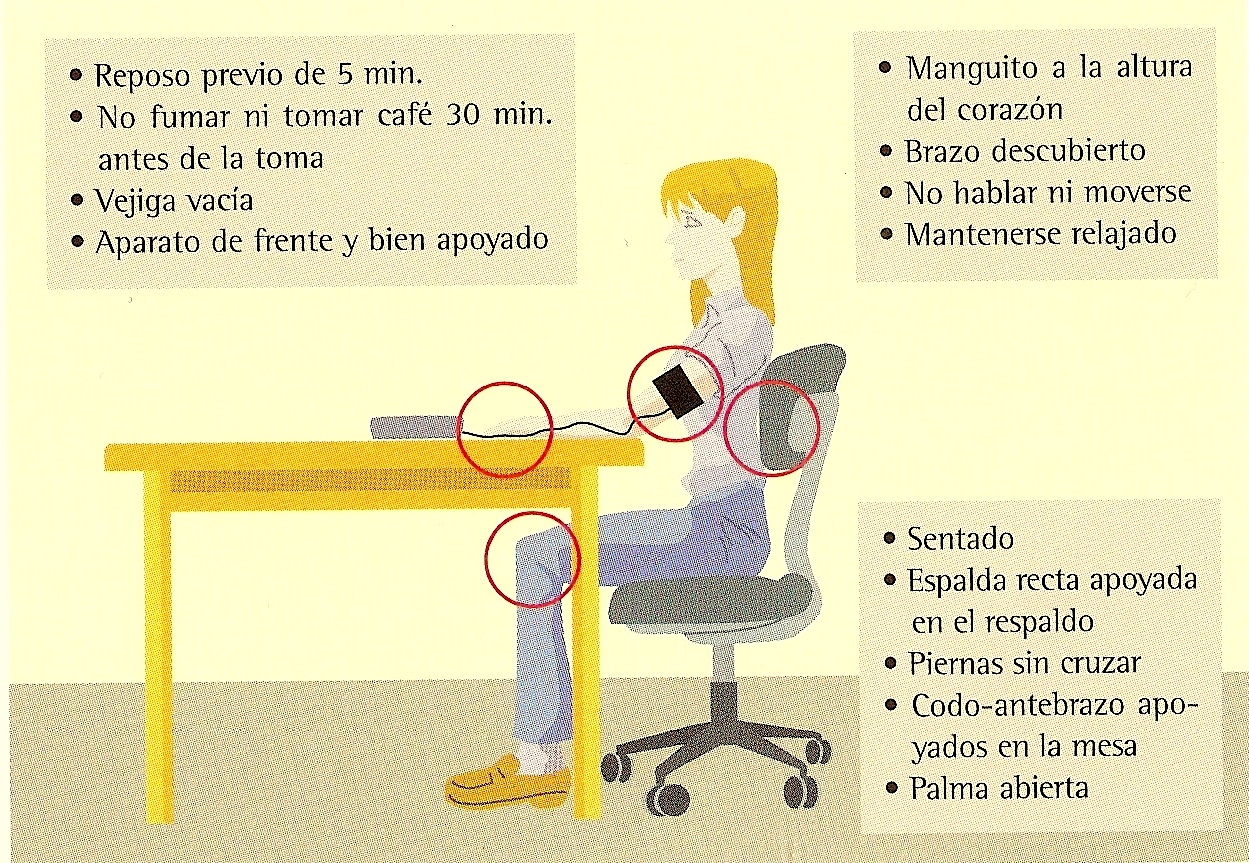 • Reposo previo de 5 min.
• No fumar ni tomar café 30 min.
antes de la toma
• Vejiga vacía
• Aparato de frente y bien apoyado
• Manguito a la altura
del corazón
• Brazo descubierto
• No hablar ni moverse
• Mantenerse relajado
• Sentado
• Espalda recta apoyada
en el respaldo
• Piernas sin cruzar
• Codo-antebrazo apo-
yados en la mesa
• Palma abierta